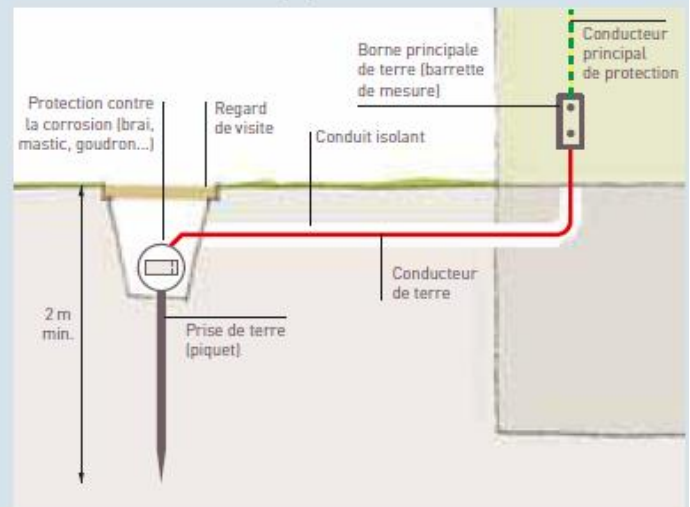 Conducteur
principal
de protection
Borne principale
de terre (barrette
de mesure)
Protection contre
la corrosion (brai,
mastic, goudron...)
Regard
de visite
Conduit isolant
Conducteur
de terre
2 m
min.
Prise de terre
(piquet)